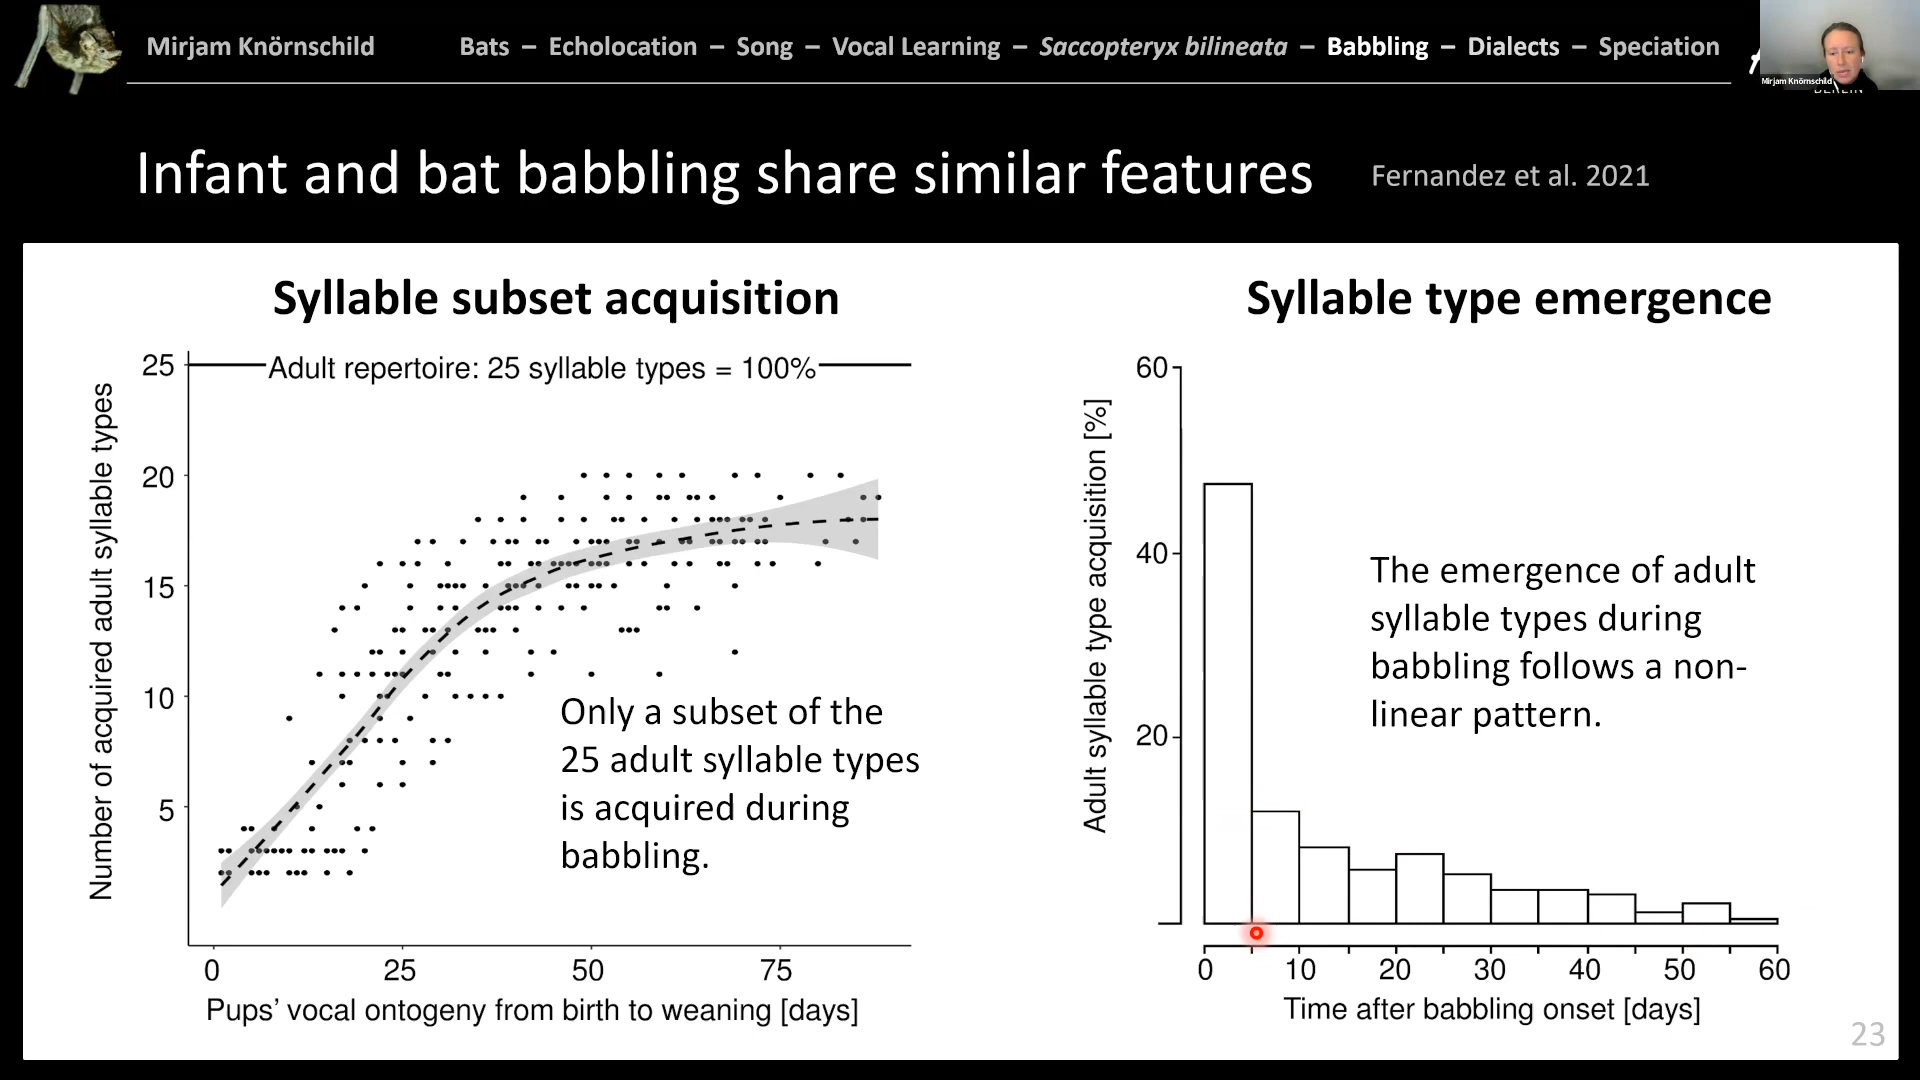 Mirjam Knörnschild
Bats – Echolocation – Song – Vocal Learning – Saccopteryx bilineata – Babbling – Dialects – Speciation
Mirjam Knörnschild
Infant and bat babbling share similar features
Fernandez et al. 2021
Syllable subset acquisition
25
Adult repertoire: 25 syllable types = 100%
20
15
10
5
Number of acquired adult syllable types
Only a subset of the
25 adult syllable types
is acquired during
babbling.
0 25 50 75
Pups’ vocal ontogeny from birth to weaning [days]
Syllable type emergence
60
40
20
Adult syllable type acquisition [%]
The emergence of adult
syllable types during
babbling follows a non-
linear pattern.
0 10 20 30 40 50 60
Time after babbling onset [days]
23